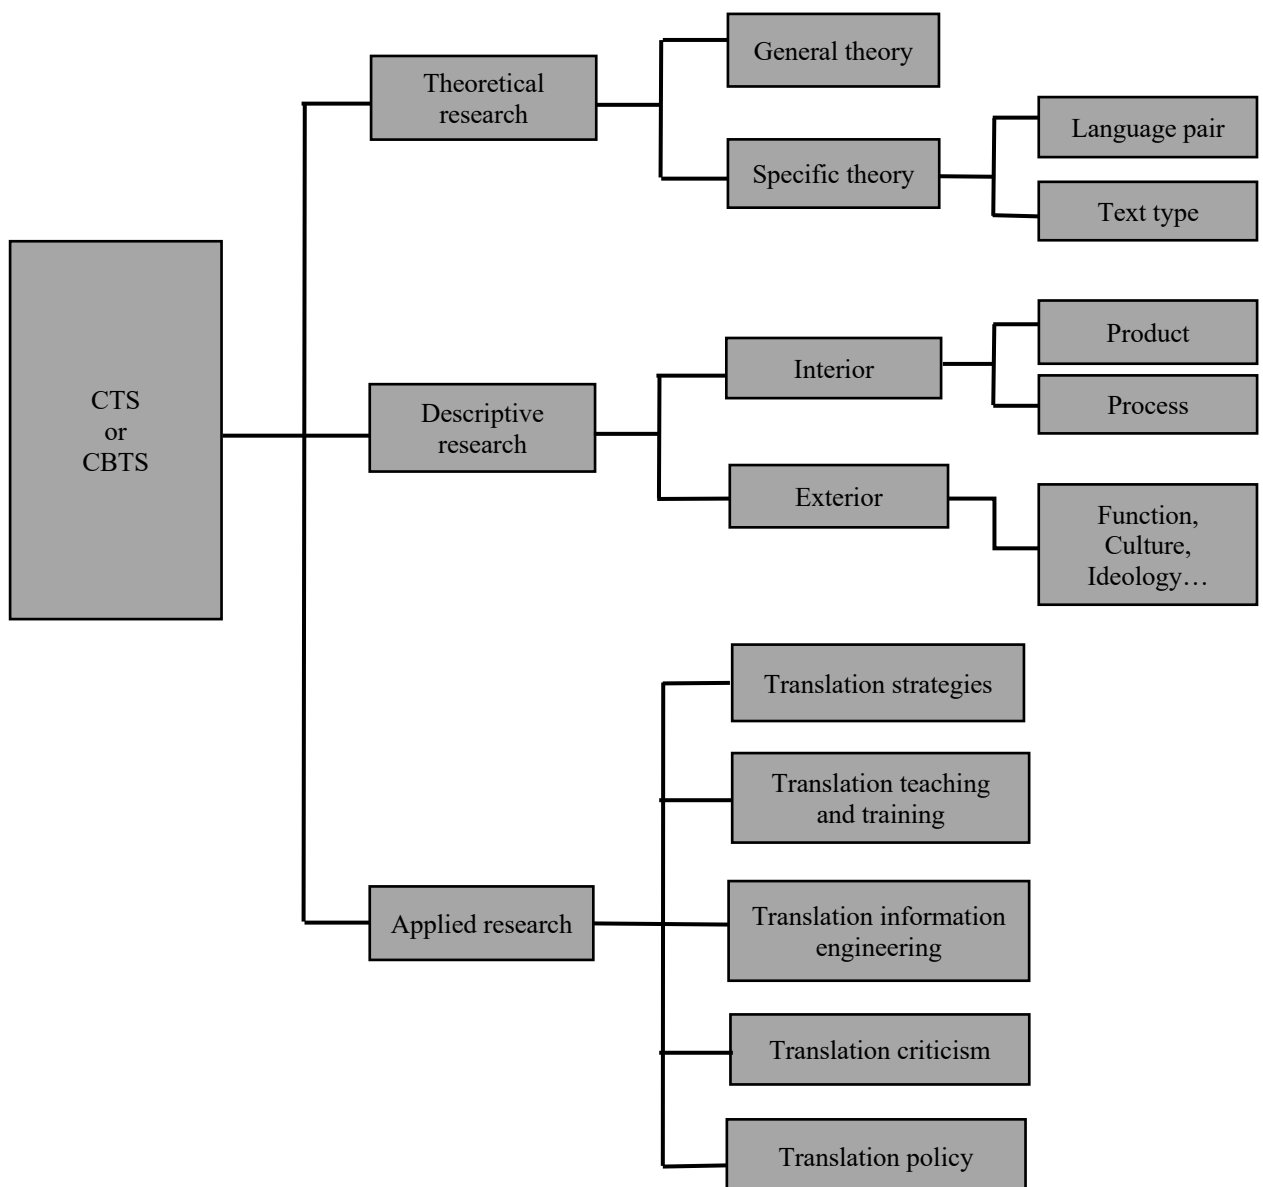 CTS
or
CBTS
Theoretical
research
General theory
Specific theory
Language pair
Text type
Descriptive
research
Interior
Product
Process
Exterior
Function,
Culture,
Ideology…
Applied research
Translation strategies
Translation teaching
and training
Translation information
engineering
Translation criticism
Translation policy